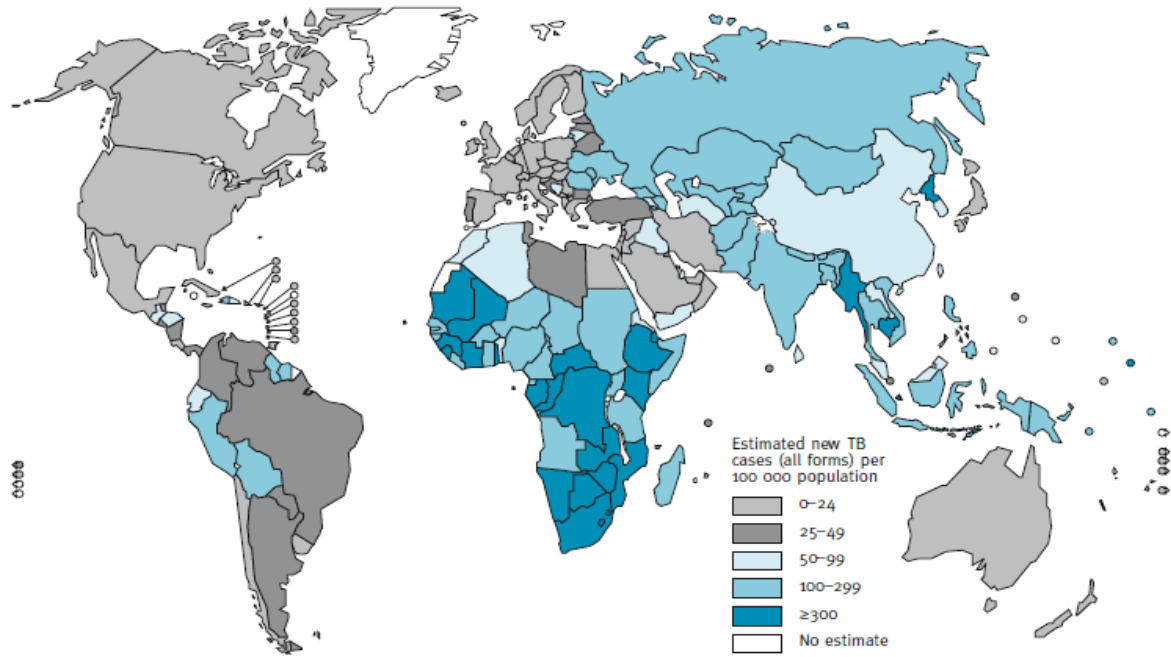 Estimated new TB
cases (all forms) per
100 000 population
0–24
25–49
50–99
100–299
≥300
No estimate